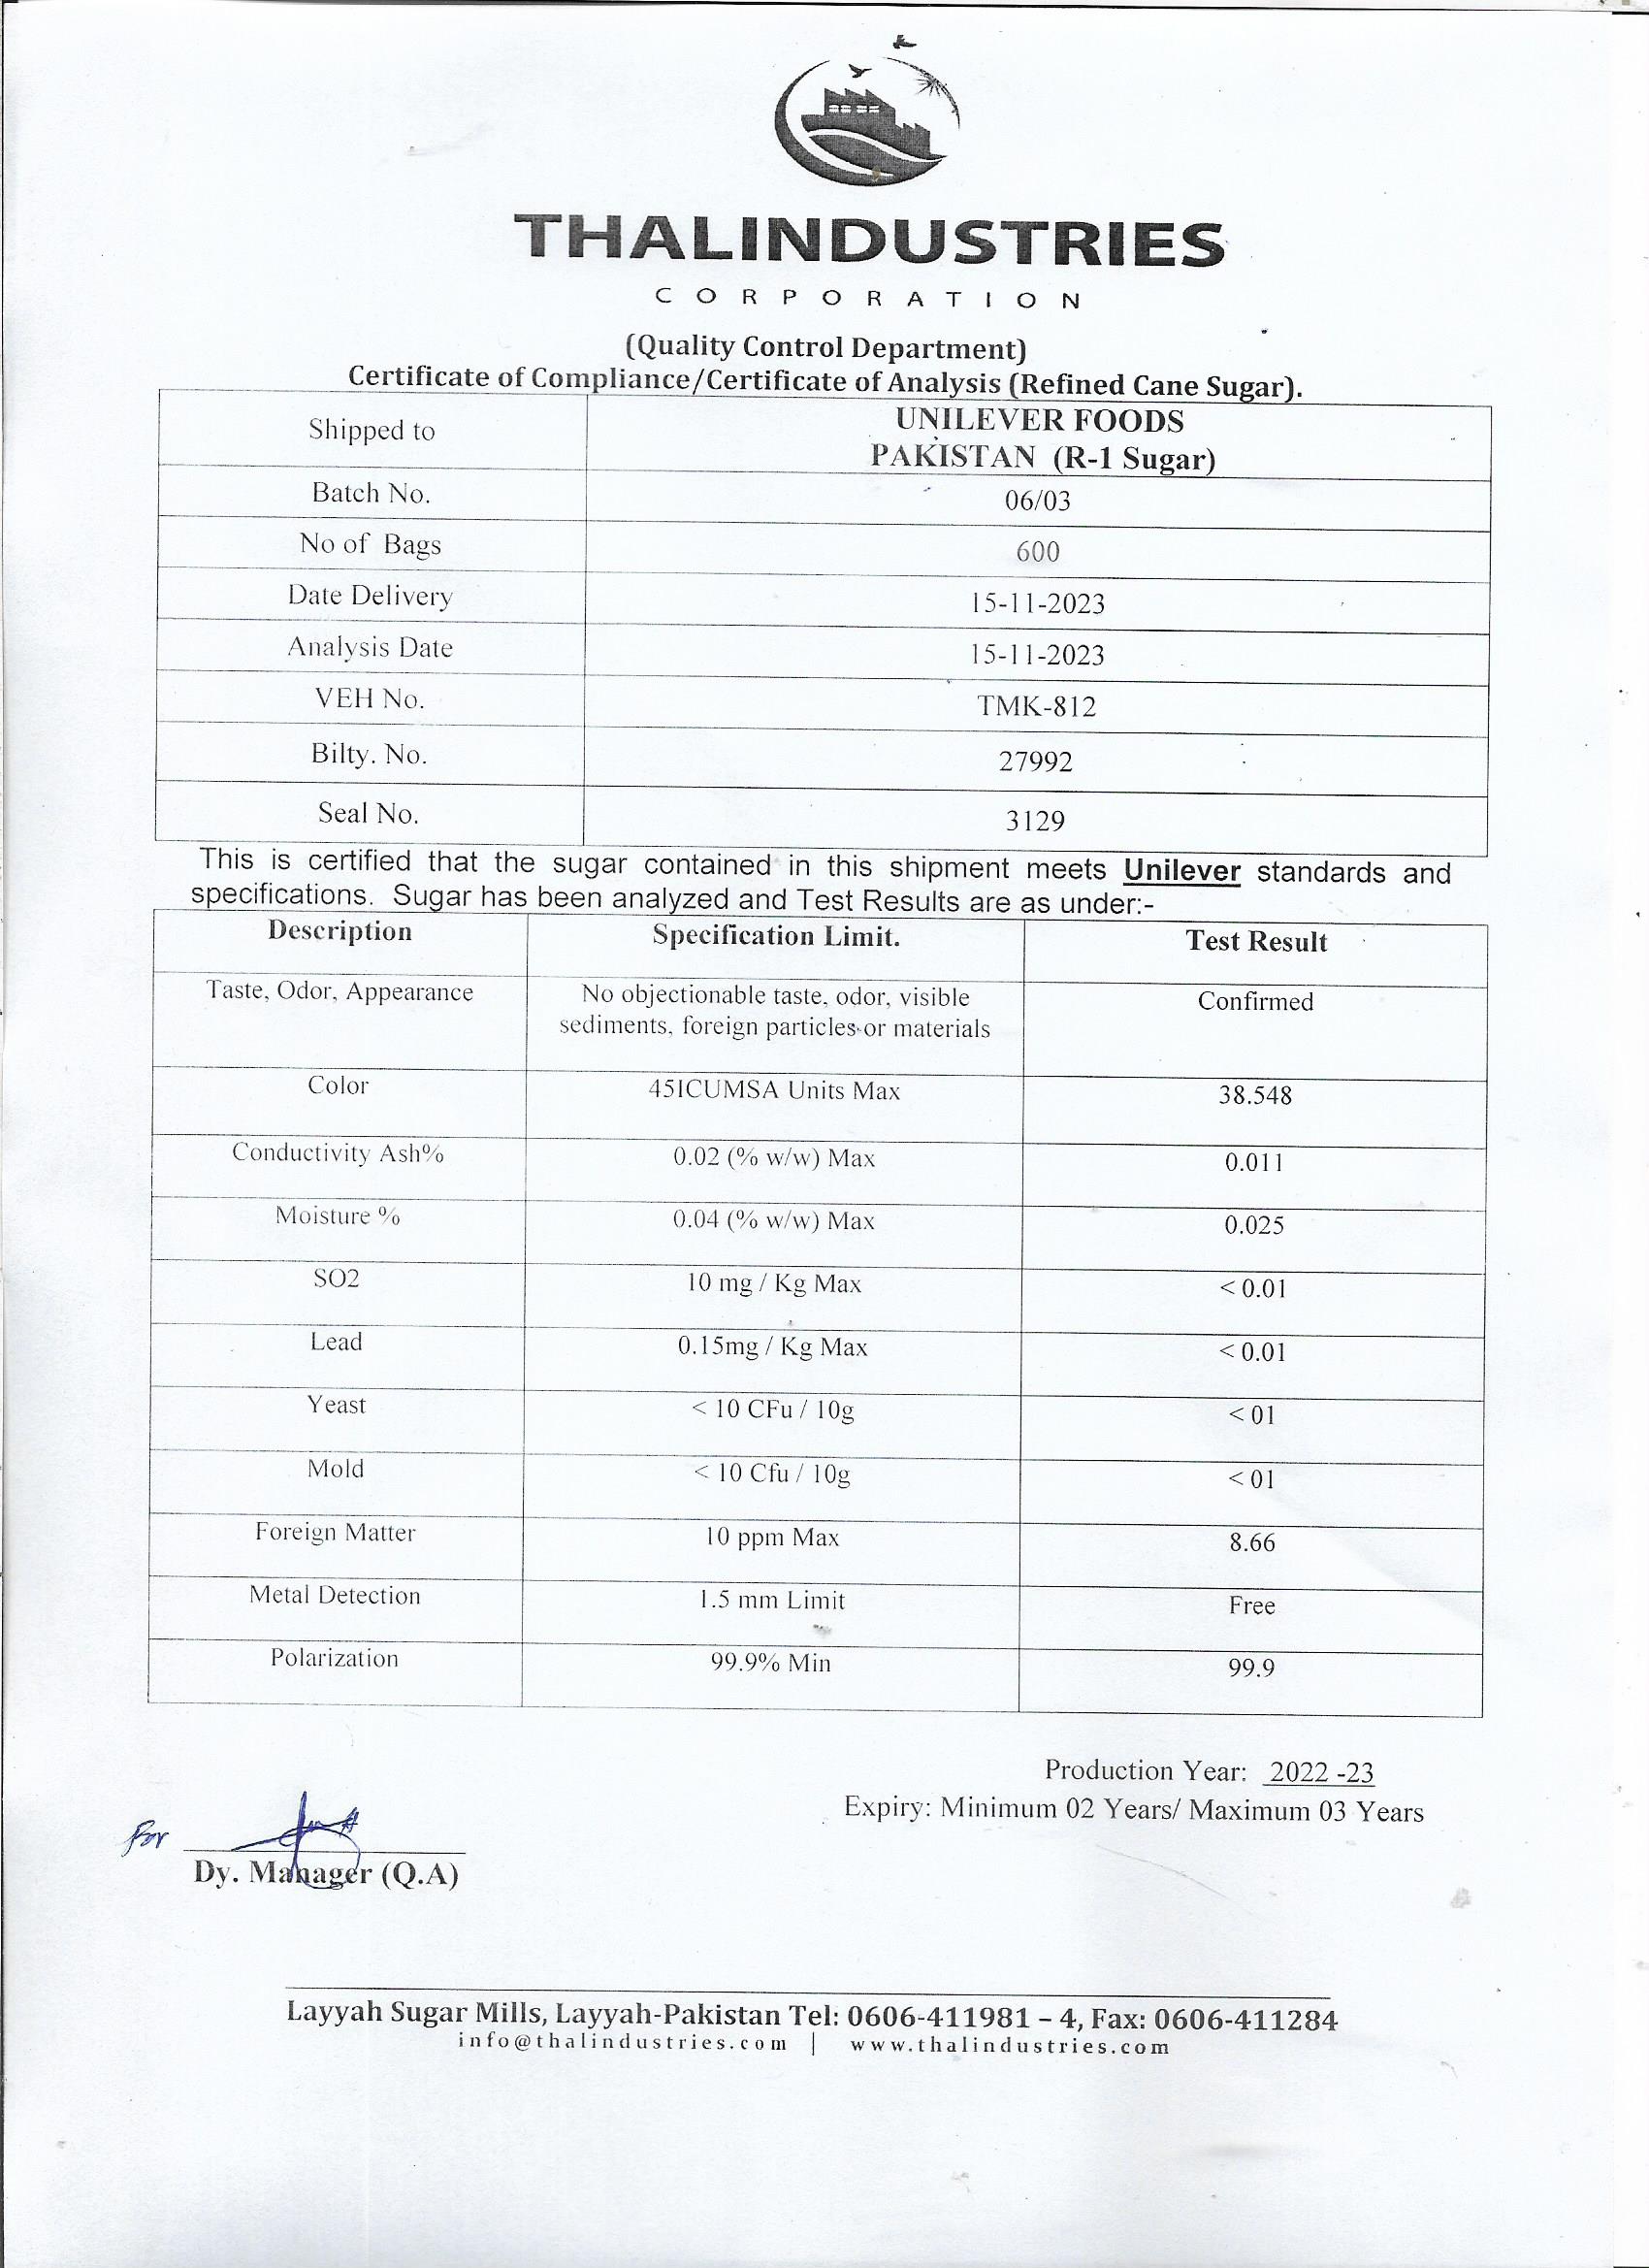 THALINDUSTRIES
CORPORATION
(Quality Control Department)
Certificate of Compliance/Certificate of Analysis (Refined Cane Sugar).
Shipped to UNILEVER FOODS
PAKISTAN (R-1 Sugar)
Batch No. 06/03
No of Bags 600
Date Delivery 15-11-2023
Analysis Date 15-11-2023
VEH No. TMK-812
Bilty. No. 27992
Seal No. 3129
This is certified that the sugar contained in this shipment meets Unilever standards and
specifications. Sugar has been analyzed and Test Results are as under:-
Description Specification Limit. Test Result
Taste, Odor, Appearance No objectionable taste, odor, visible Confirmed
sediments, foreign particles or materials
Color 45ICUMSA Units Max 38.548
Conductivity Ash% 0.02 (% w/w) Max 0.011
Moisture % 0.04 (% w/w) Max 0.025
SO2 10 mg / Kg Max < 0.01
Lead 0.15mg / Kg Max < 0.01
Yeast < 10 CFu / 10g < 01
Mold < 10 Cfu / 10g < 01
Foreign Matter 10 ppm Max 8.66
Metal Detection 1.5 mm Limit Free
Polarization 99.9% Min 99.9
Production Year: 2022 -23
Expiry: Minimum 02 Years/ Maximum 03 Years
For
Dy. Manager (Q.A)
Layyah Sugar Mills, Layyah-Pakistan Tel: 0606-411981 – 4, Fax: 0606-411284
info@thalindustries.com | www.thalindustries.com